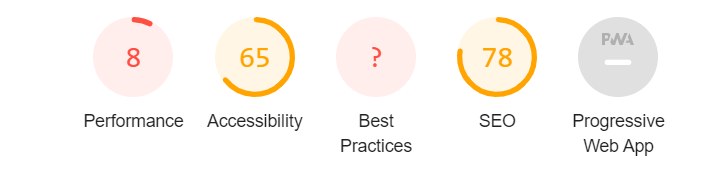 8
65
?
78
PWA
Performance
Accessibility
Best
Practices
SEO
Progressive
Web App